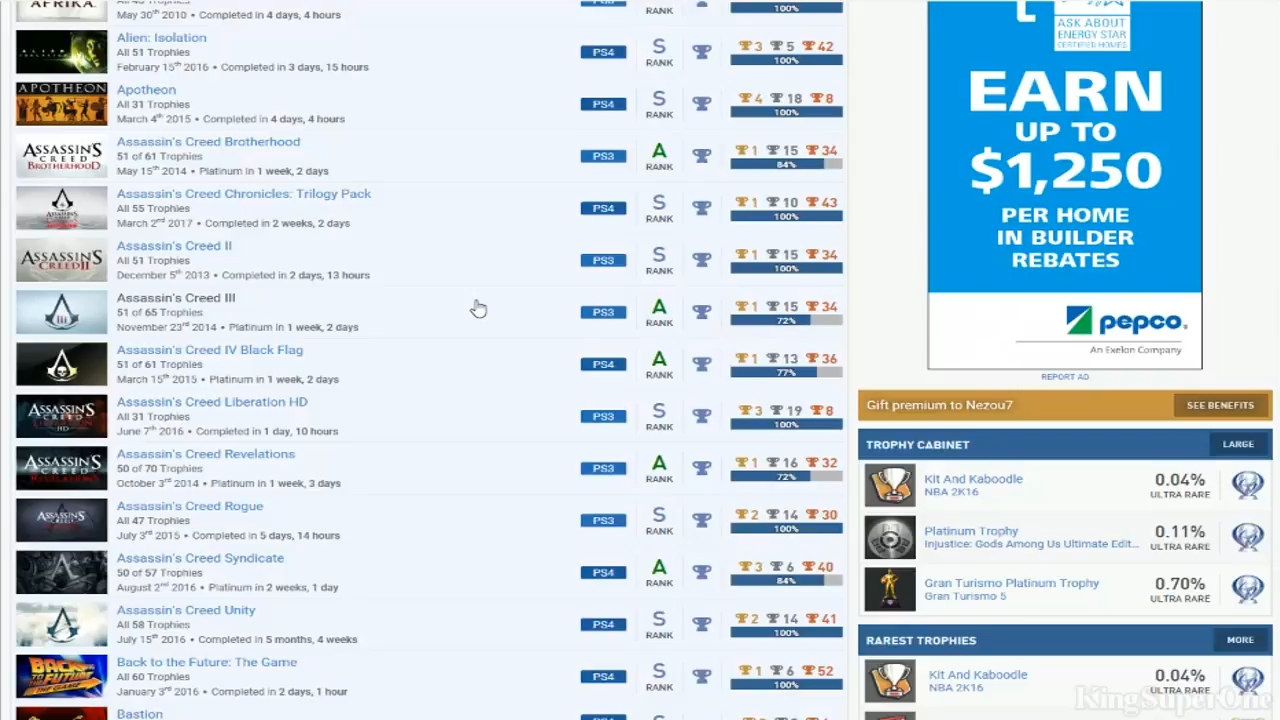 AFRIKA
May 30th 2010 • Completed in 4 days, 4 hours
RANK
100%
Alien: Isolation
All 51 Trophies
February 15th 2016 • Completed in 3 days, 15 hours
PS4
S
RANK
3 5 42
100%
APOTHEON
Apotheon
All 31 Trophies
March 4th 2015 • Completed in 4 days, 4 hours
PS4
S
RANK
4 18 8
100%
ASSASSIN'S
CREED
BROTHERHOOD
Assassin's Creed Brotherhood
51 of 61 Trophies
May 15th 2014 • Platinum in 1 week, 2 days
PS3
A
RANK
1 15 34
84%
Assassin's Creed Chronicles: Trilogy Pack
All 55 Trophies
March 2nd 2017 • Completed in 2 weeks, 2 days
PS4
S
RANK
1 10 43
100%
ASSASSIN'S
CREED II
Assassin's Creed II
All 51 Trophies
December 5th 2013 • Completed in 2 days, 13 hours
PS3
S
RANK
1 15 34
100%
Assassin's Creed III
51 of 65 Trophies
November 23rd 2014 • Platinum in 1 week, 2 days
PS3
A
RANK
1 15 34
72%
Assassin's Creed IV Black Flag
51 of 61 Trophies
March 15th 2015 • Platinum in 1 week, 2 days
PS4
A
RANK
1 13 36
77%
ASSASSIN'S
HD
Assassin's Creed Liberation HD
All 31 Trophies
June 7th 2016 • Completed in 1 day, 10 hours
PS3
S
RANK
3 19 8
100%
ASSASSIN'S
CREED
REVELATIONS
Assassin's Creed Revelations
50 of 70 Trophies
October 3rd 2014 • Platinum in 1 week, 3 days
PS3
A
RANK
1 16 32
72%
ASSASSIN'S
Assassin's Creed Rogue
All 47 Trophies
July 3rd 2015 • Completed in 5 days, 14 hours
PS3
S
RANK
2 14 30
100%
Assassin's Creed Syndicate
50 of 57 Trophies
August 2nd 2016 • Platinum in 2 weeks, 1 day
PS4
A
RANK
3 6 40
84%
Assassin's Creed Unity
All 58 Trophies
July 15th 2016 • Completed in 5 months, 4 weeks
PS4
S
RANK
2 14 41
100%
BACK TO THE
FUTURE
Back to the Future: The Game
All 60 Trophies
January 3rd 2016 • Completed in 2 days, 1 hour
PS4
S
RANK
1 6 52
100%
Bastion
ASK ABOUT
ENERGY STAR
CERTIFIED HOMES
EARN
UP TO
$1,250
PER HOME
IN BUILDER
REBATES
pepco.
An Exelon Company
REPORT AD
Gift premium to Nezou7
SEE BENEFITS
TROPHY CABINET
LARGE
Kit And Kaboodle
NBA 2K16
0.04%
ULTRA RARE
Platinum Trophy
Injustice: Gods Among Us Ultimate Edit...
0.11%
ULTRA RARE
Gran Turismo Platinum Trophy
Gran Turismo 5
0.70%
ULTRA RARE
RAREST TROPHIES
MORE
Kit And Kaboodle
NBA 2K16
0.04%
ULTRA RARE
KingSuperOne